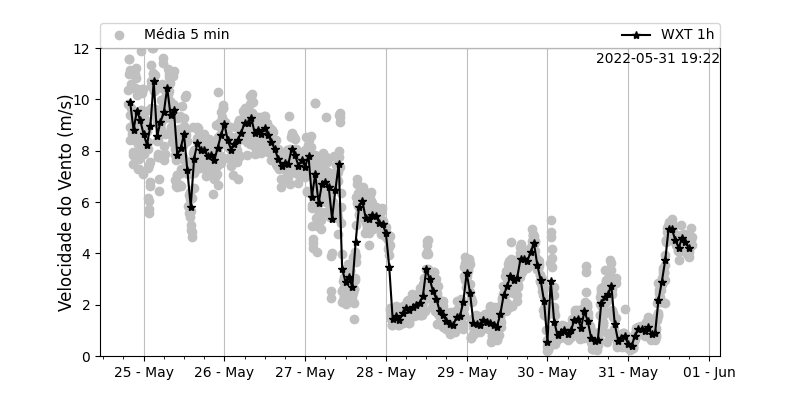 Média 5 min WXT 1h
2022-05-31 19:22
Velocidade do Vento (m/s)
12
10
8
6
4
2
0
25 - May 26 - May 27 - May 28 - May 29 - May 30 - May 31 - May 01 - Jun